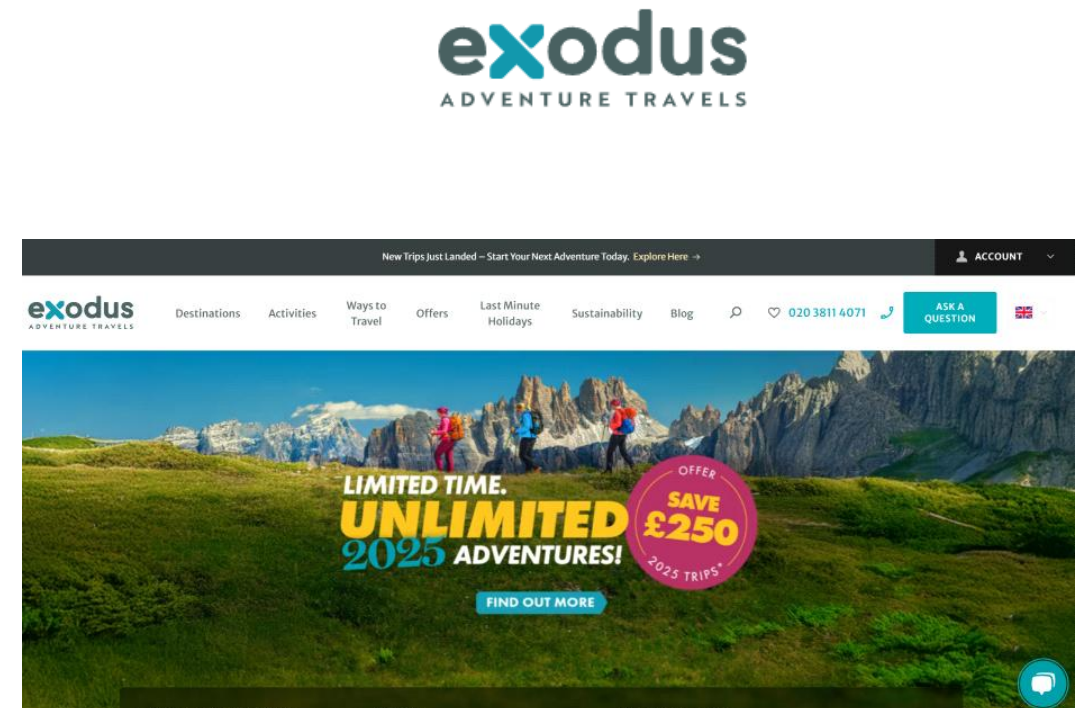 exodus
ADVENTURE TRAVELS
New Trips Just Landed – Start Your Next Adventure Today. Explore Here →
ACCOUNT
exodus
ADVENTURE TRAVELS
Destinations
Activities
Ways to
Travel
Offers
Last Minute
Holidays
Sustainability
Blog
020 3811 4071
ASK A
QUESTION
LIMITED TIME.
UNLIMITED
2025 ADVENTURES!
OFFER
SAVE
£250
2025 TRIPS*
FIND OUT MORE